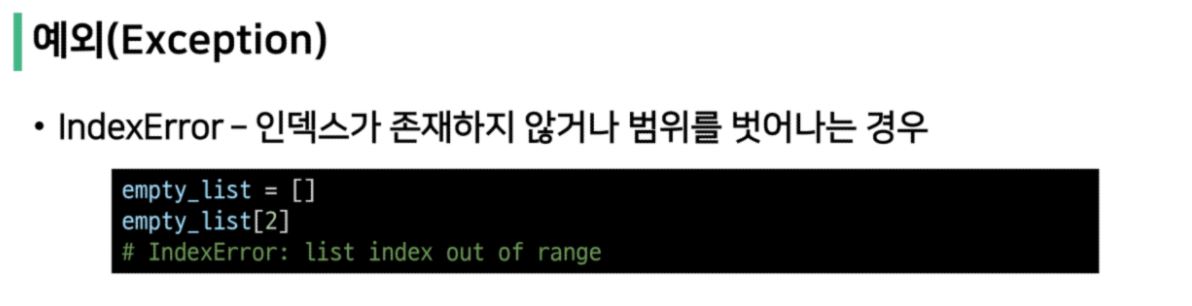 예외(Exception)
• IndexError – 인덱스가 존재하지 않거나 범위를 벗어나는 경우
empty_list = []
empty_list[2]
# IndexError: list index out of range